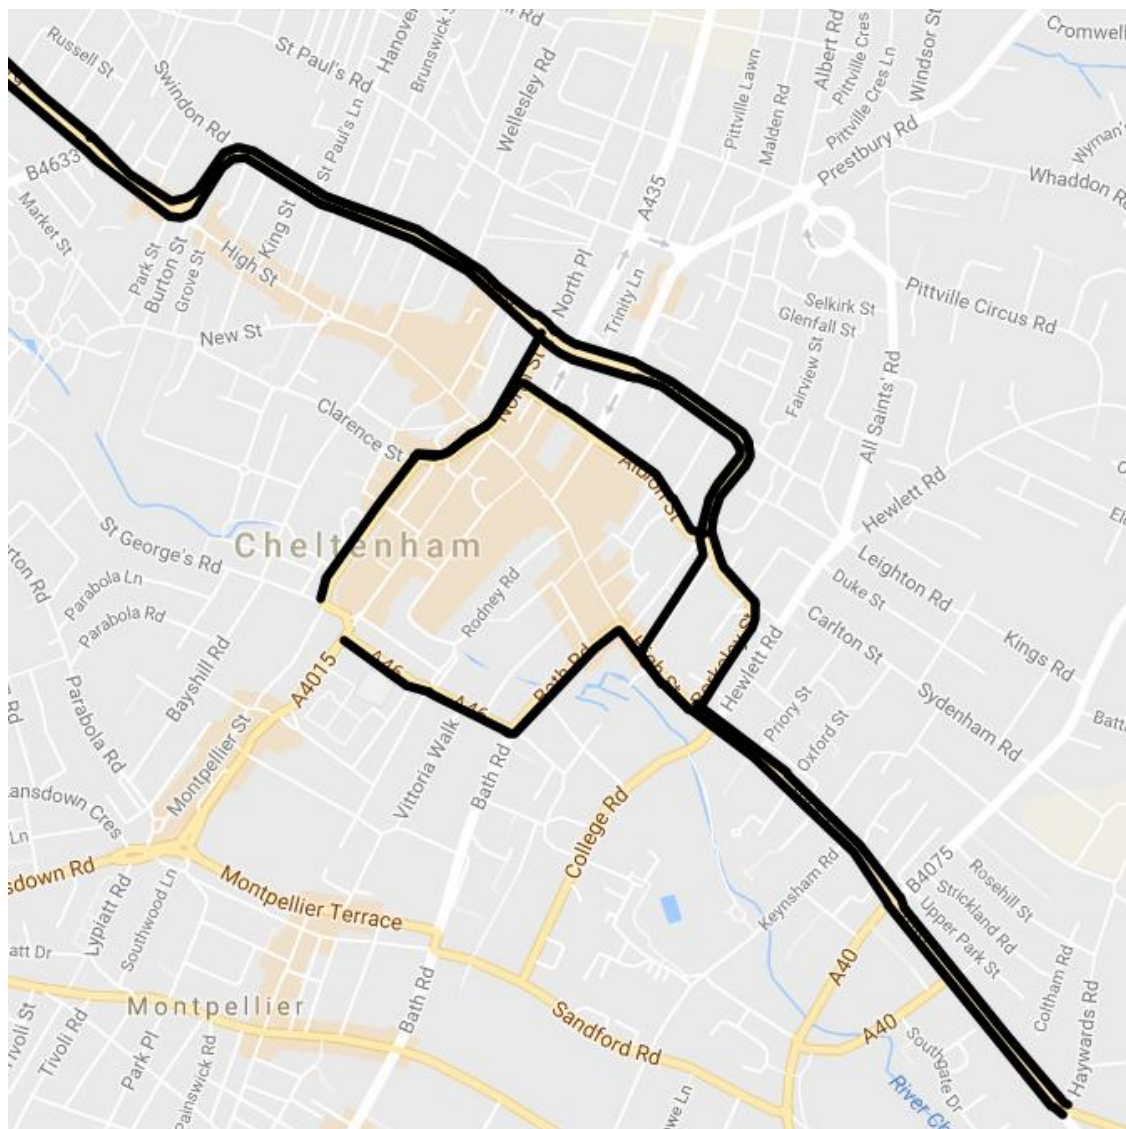 Russell St
Swindon Rd
St Paul's Rd
Hanover
Brunswick S
Rd
Wellesley Rd
St Paul's Ln
B4633
Market St
Park St
Burton St
Grove St
King St
High St
New St
Clarence St
A435
North Pl
Trinity Ln
Pittville Lawn
Malden Rd
Albert Rd
Pittville Cres
Pittville Cres Ln
Windsor St
Cromwell
Prestbury Rd
Wyman's
Whaddon Rd
Pittville Circus Rd
Selkirk St
Glenfall St
Fairview St
All Saints' Rd
Hewlett Rd
Albion St
Cheltenham
St George's Rd
Parabola Ln
Parabola Rd
Bayshill Rd
Parabola Rd
Rodney Rd
Bath Rd
High St
Berkeley St
Hewlett Rd
Leighton Rd
Duke St
Carlton St
Kings Rd
Sydenham Rd
Priory St
Oxford St
A4015
A46
A46
Montpellier St
Vittoria Walk
Bath Rd
College Rd
Ln
sdown Rd
Lypiatt Rd
Southwood Ln
Montpellier Terrace
Keynsham Rd
B4075
Rosehill St
Strickland Rd
Upper Park St
A40
A40
Coltham Rd
Haywards Rd
Southgate Dr
Montpellier
Tivoli Rd
Park Pl
Bath Rd
Sandford Rd
River Ch